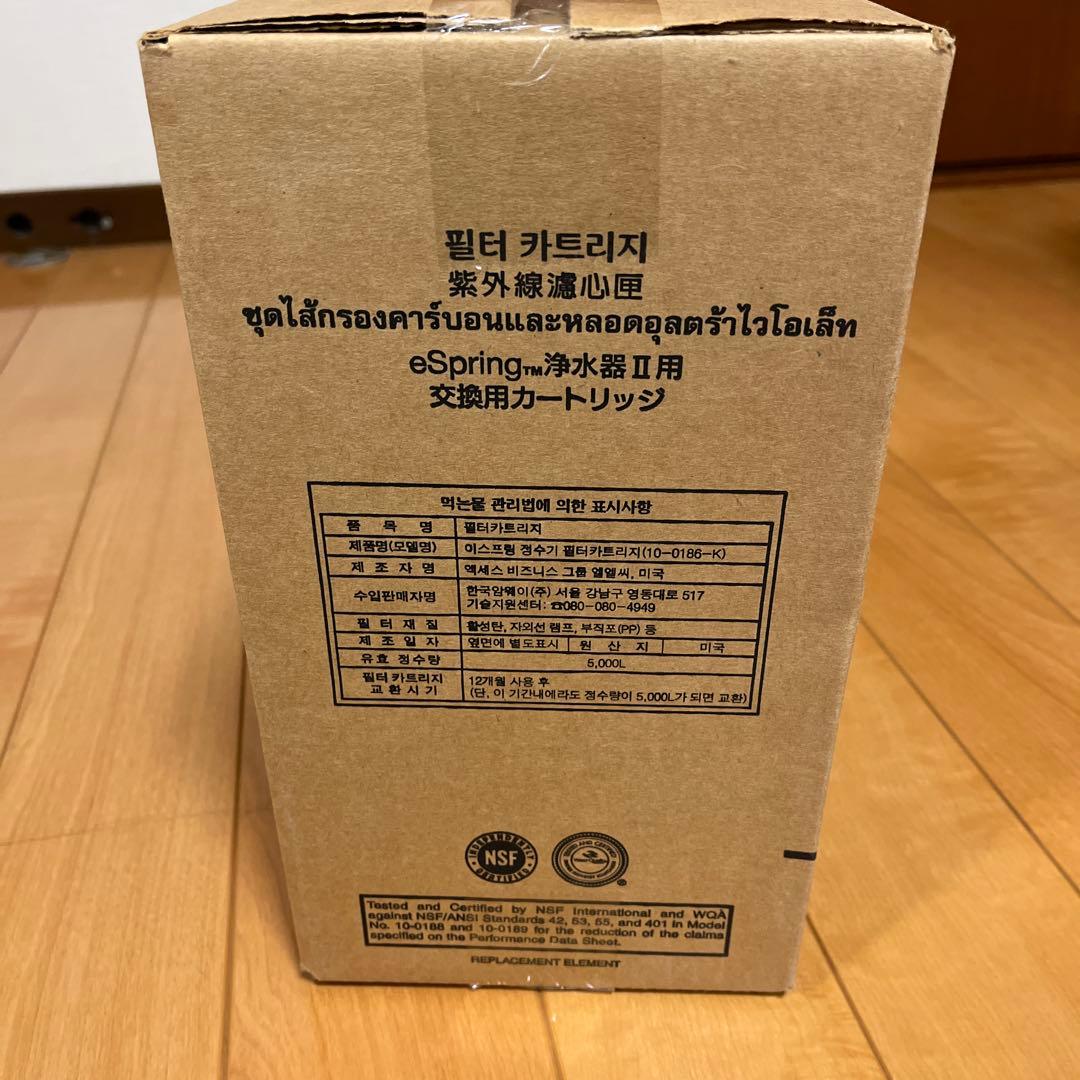 필터 카트리지
紫外線濾心匣
ชุดไส้กรองคาร์บอนและหลอดอุลตร้าไวโอเล็ท
eSpring™浄水器Ⅱ用
交換用カートリッジ
먹는물 관리법에 의한 표시사항
품 목 명 필터카트리지
제품명(모델명) 이스프링 정수기 필터카트리지(10-0186-K)
제 조 자 명 엑세스 비즈니스 그룹 엘엘씨, 미국
수입판매자명 한국암웨이(주) 서울 강남구 영동대로 517
기술지원센터: ☎080-080-4949
필 터 재 질 활성탄, 자외선 램프, 부직포(PP) 등
제 조 일 자 옆면에 별도표시 원 산 지 미국
유효 정수량 5,000L
필터 카트리지 12개월 사용 후
교 환 시 기 (단, 이 기간내에라도 정수량이 5,000L가 되면 교환)
INDEPENDENTLY
NSF
CERTIFIED
Tested and Certified by NSF International and WQA
against NSF/ANSI Standards 42, 53, 55, and 401 in Model
No. 10-0188 and 10-0189 for the reduction of the claims
specified on the Performance Data Sheet.
REPLACEMENT ELEMENT